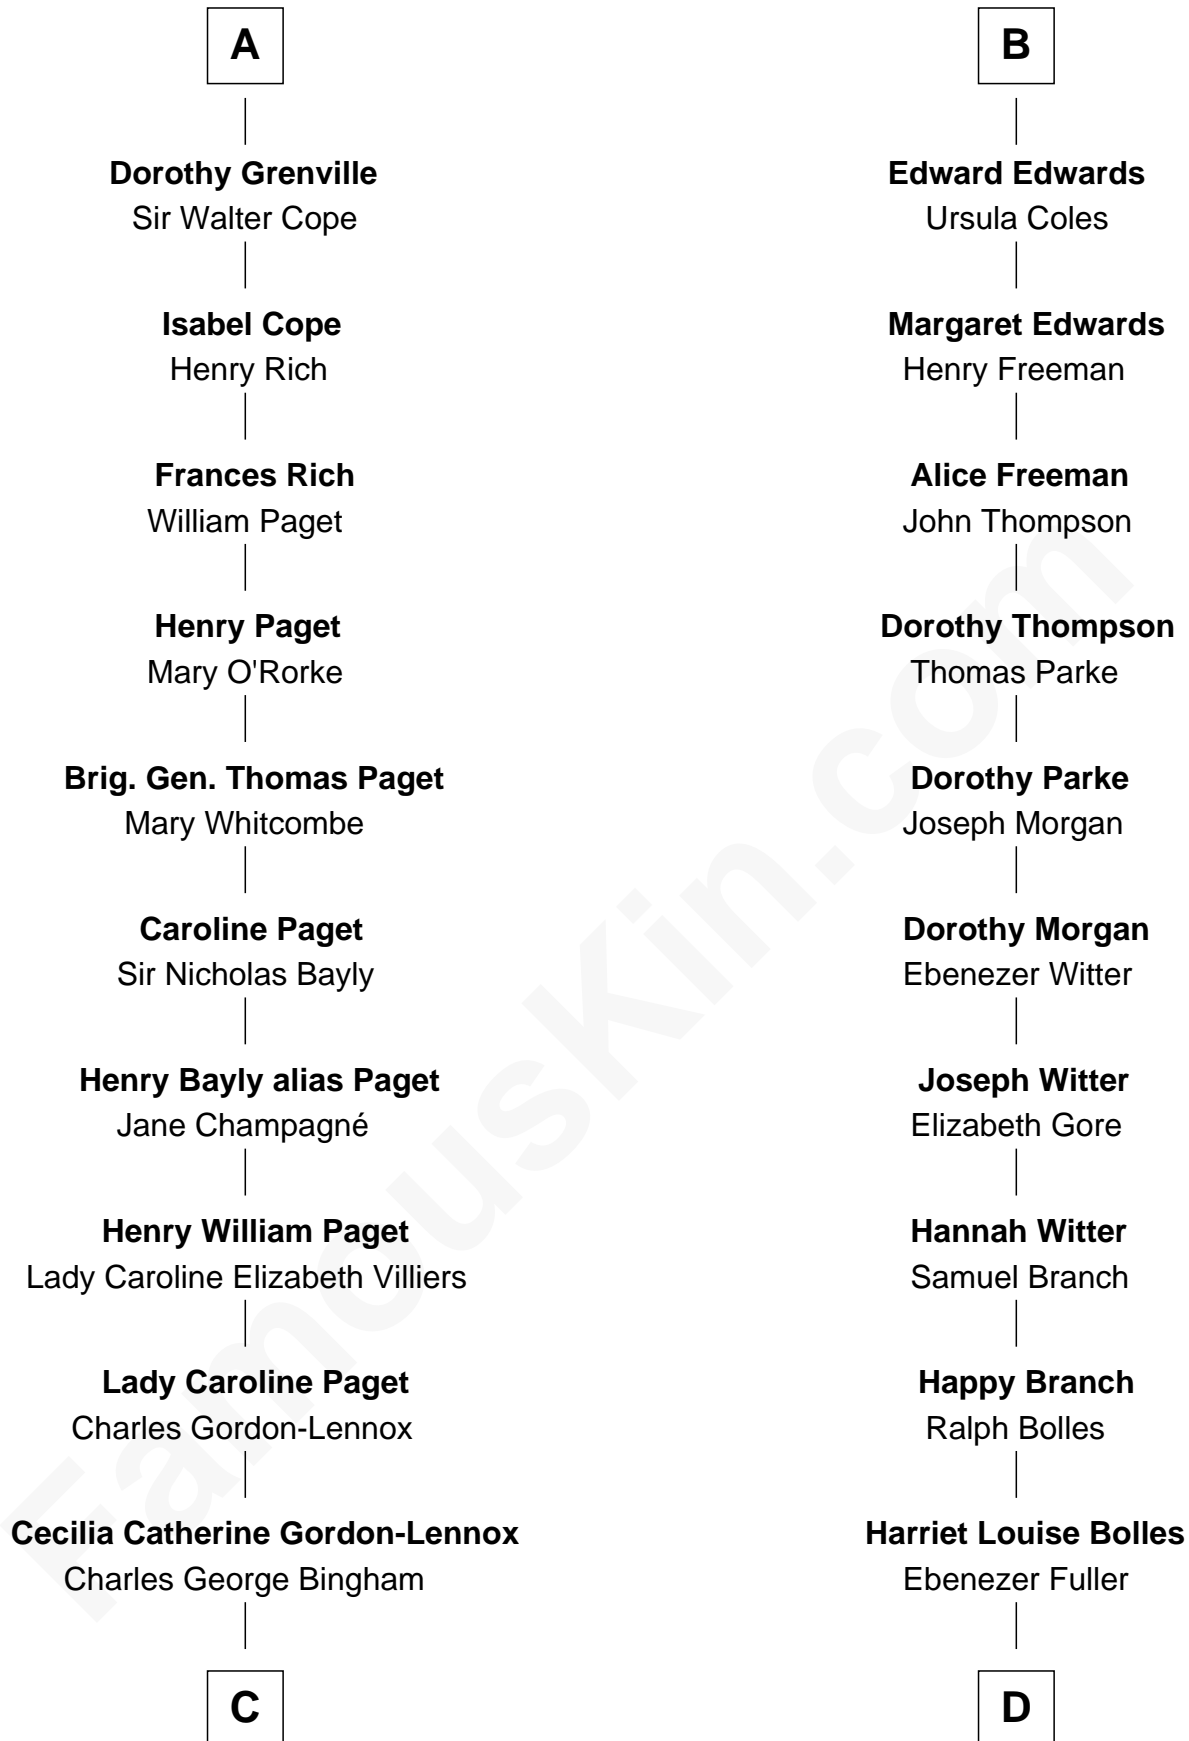 A
Dorothy Grenville
Sir Walter Cope
Isabel Cope
Henry Rich
Frances Rich
William Paget
Henry Paget
Mary O'Rorke
Brig. Gen. Thomas Paget
Mary Whitcombe
Caroline Paget
Sir Nicholas Bayly
Henry Bayly alias Paget
Jane Champagné
Henry William Paget
Lady Caroline Elizabeth Villiers
Lady Caroline Paget
Charles Gordon-Lennox
Cecilia Catherine Gordon-Lennox
Charles George Bingham
C
B
Edward Edwards
Ursula Coles
Margaret Edwards
Henry Freeman
Alice Freeman
John Thompson
Dorothy Thompson
Thomas Parke
Dorothy Parke
Joseph Morgan
Dorothy Morgan
Ebenezer Witter
Joseph Witter
Elizabeth Gore
Hannah Witter
Samuel Branch
Happy Branch
Ralph Bolles
Harriet Louise Bolles
Ebenezer Fuller
D
FamousKin.com